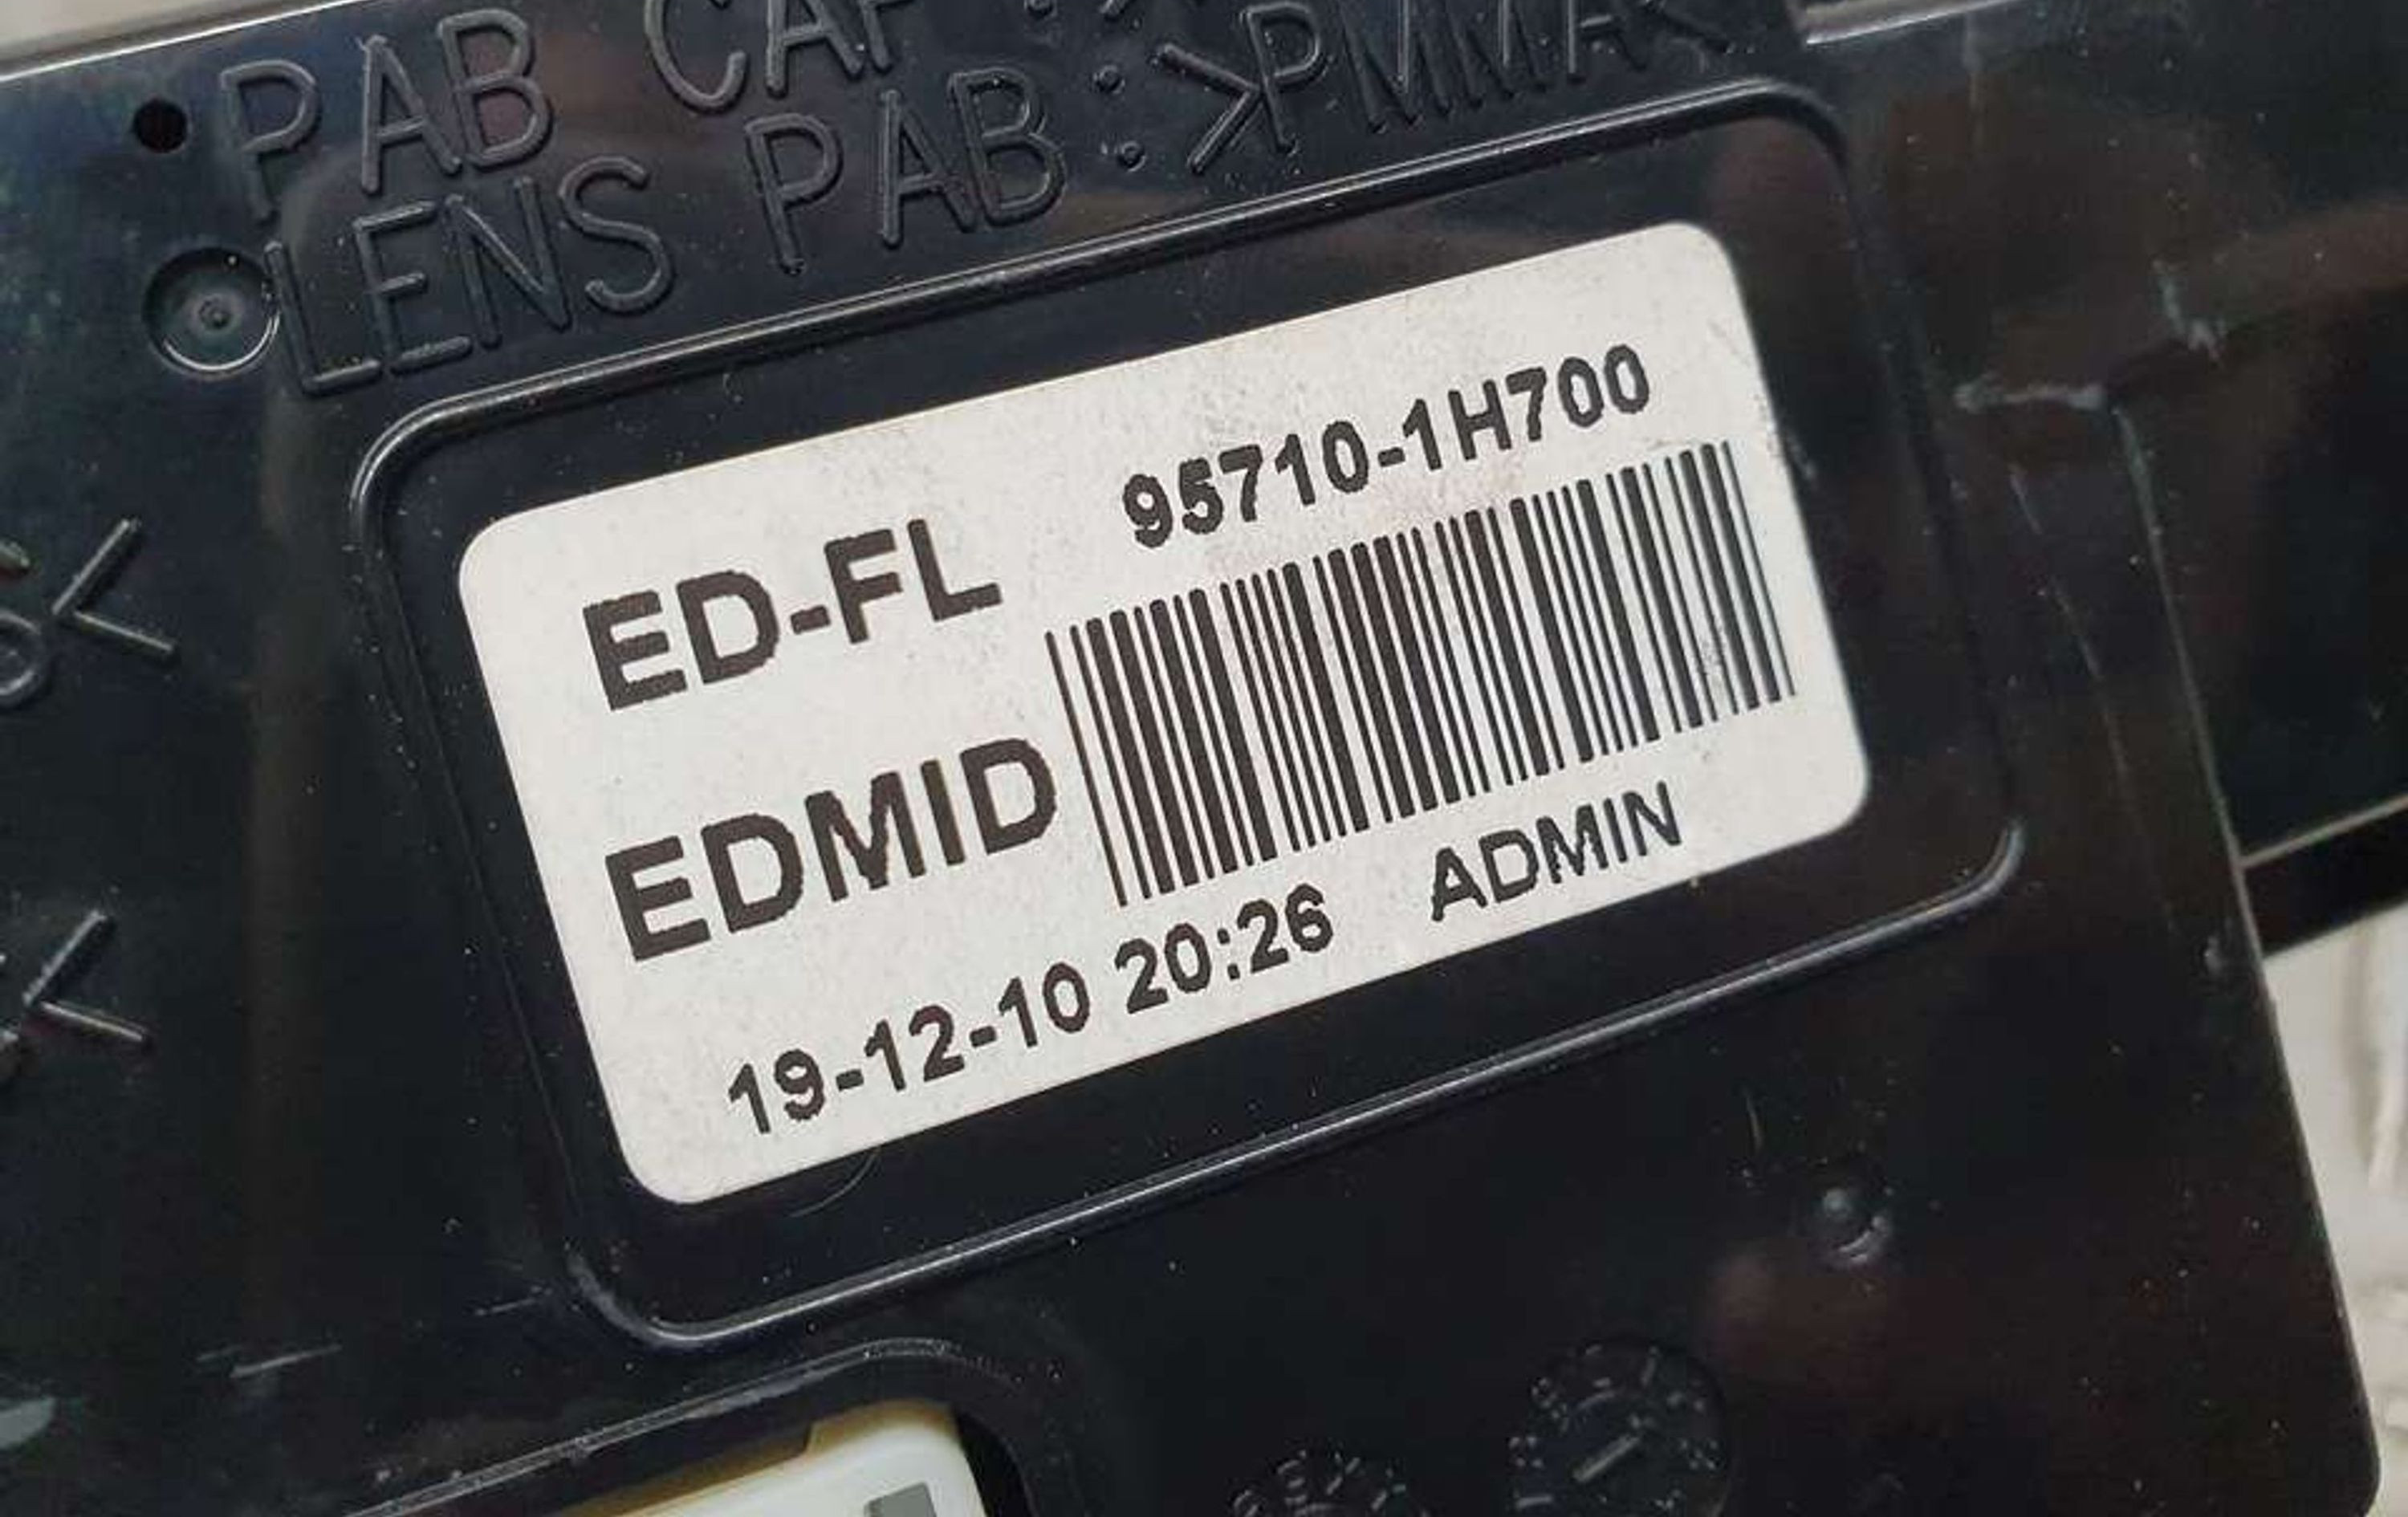 PAB
LENS PAB : >PMMA<
95710-1H700
ED-FL
EDMID
19-12-10 20:26 ADMIN